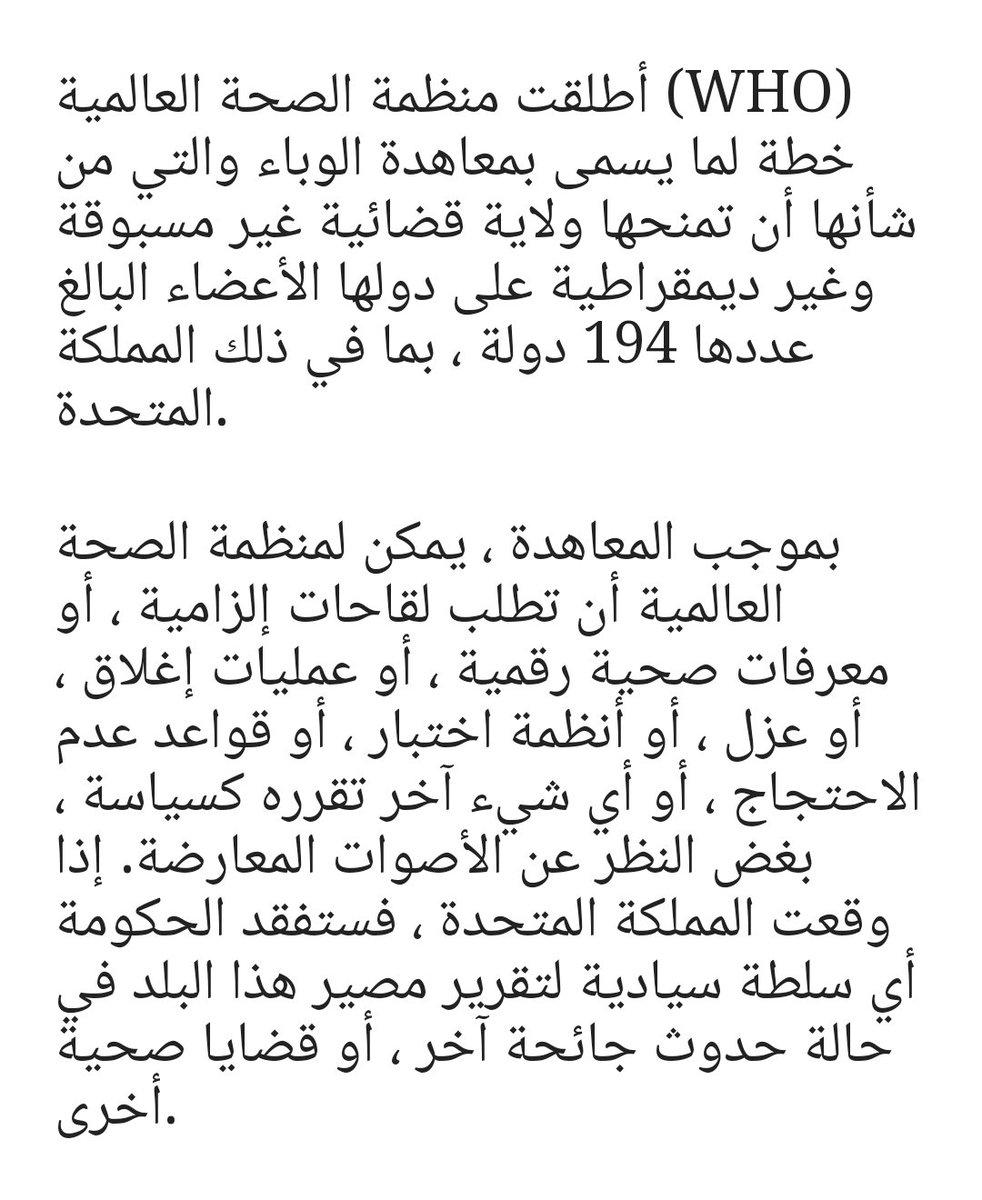 أطلقت منظمة الصحة العالمية (WHO)
خطة لما يسمى بمعاهدة الوباء والتي من
شأنها أن تمنحها ولاية قضائية غير مسبوقة
وغير ديمقراطية على دولها الأعضاء البالغ
عددها 194 دولة ، بما في ذلك المملكة
المتحدة.
بموجب المعاهدة ، يمكن لمنظمة الصحة
العالمية أن تطلب لقاحات إلزامية ، أو
معرفات صحية رقمية ، أو عمليات إغلاق ،
أو عزل ، أو أنظمة اختبار ، أو قواعد عدم
الاحتجاج ، أو أي شيء آخر تقرره كسياسة ،
بغض النظر عن الأصوات المعارضة. إذا
وقعت المملكة المتحدة ، فستفقد الحكومة
أي سلطة سيادية لتقرير مصير هذا البلد في
حالة حدوث جائحة آخر ، أو قضايا صحية
أخرى.